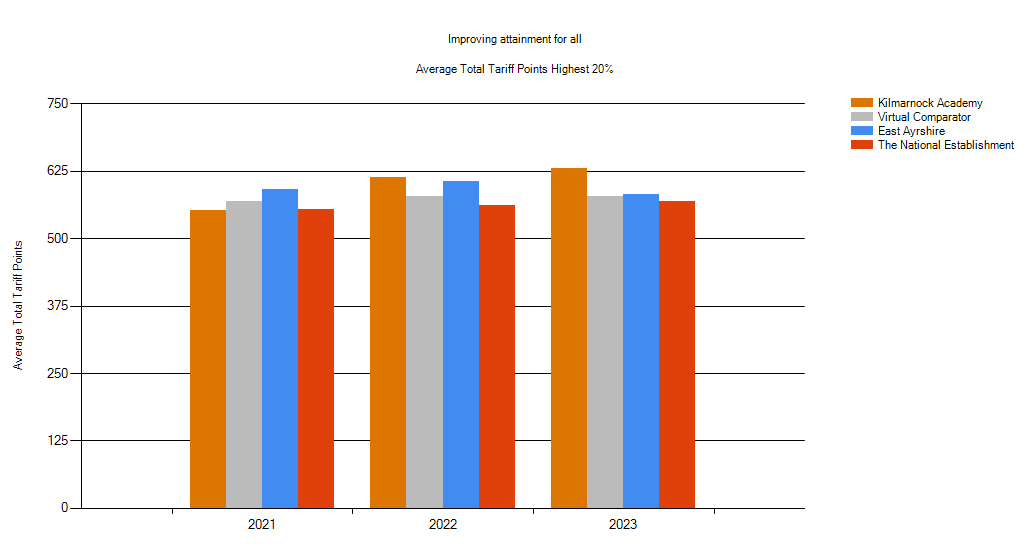 Improving attainment for all
Average Total Tariff Points Highest 20%
Kilmarnock Academy
Virtual Comparator
East Ayrshire
The National Establishment
Average Total Tariff Points
750
625
500
375
250
125
0
2021
2022
2023